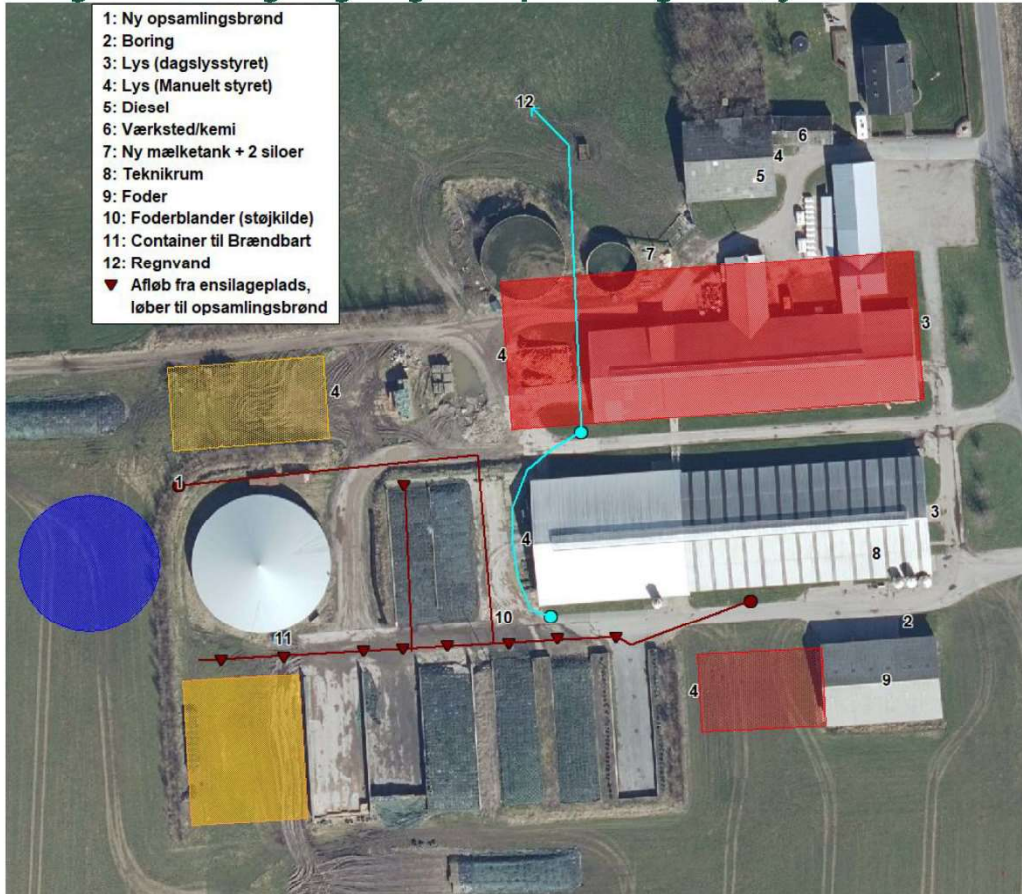 1: Ny opsamlingsbrønd
2: Boring
3: Lys (dagslysstyret)
4: Lys (Manuelt styret)
5: Diesel
6: Værksted/kemi
7: Ny mælketank + 2 siloer
8: Teknikrum
9: Foder
10: Foderblander (støjkilde)
11: Container til Brændbart
12: Regnvand
Afløb fra ensilageplads,
løber til opsamlingsbrønd
12
6
4
5
7
3
4
4
1
3
4
8
10
2
11
9
4